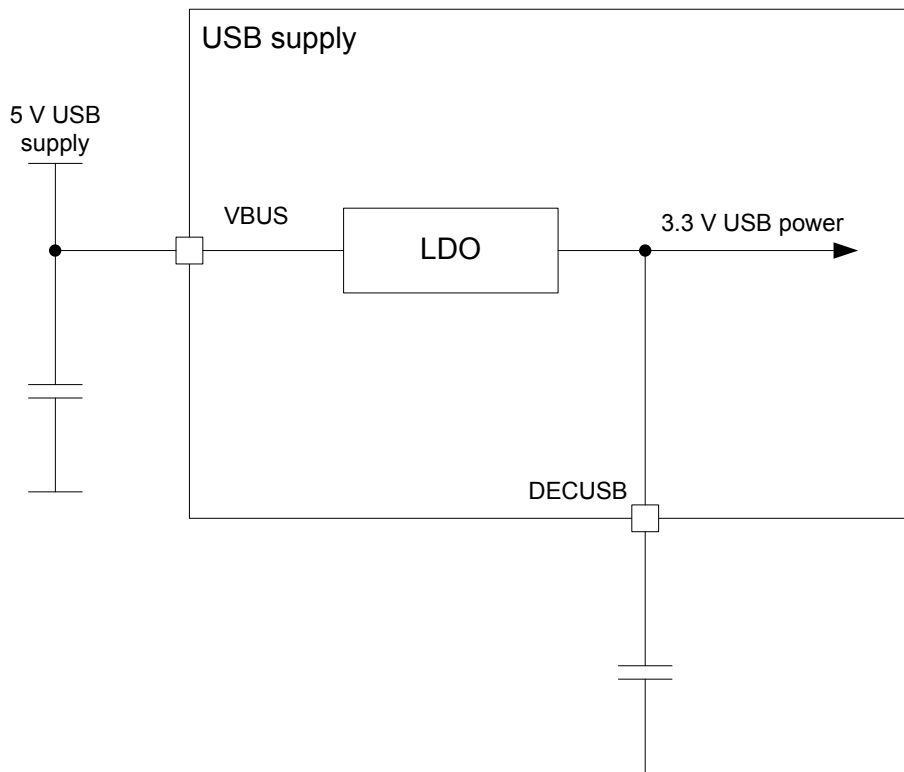 USB supply
5 V USB
supply
VBUS
LDO
3.3 V USB power
DECUSB